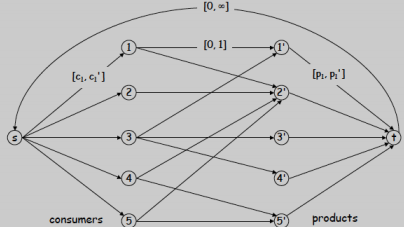 [0, ∞]
1 [0, 1] 1'
[c₁, c₁'] [p₁, p₁']
2 2'
s 3 3' t
4 4'
consumers 5 5' products